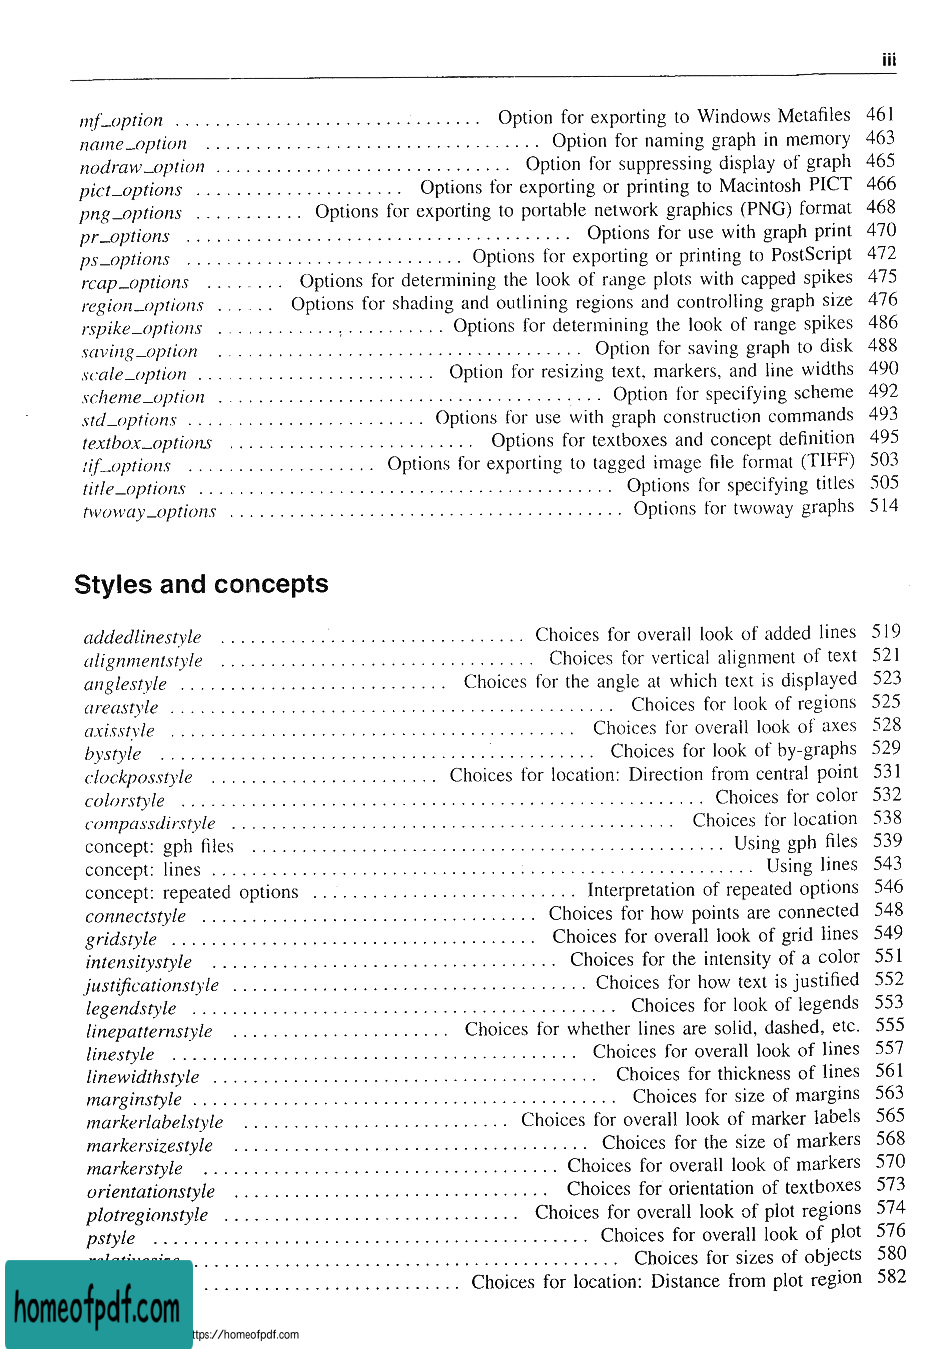 iii
mf_option . . . . . . . . . . . . . . . . . . . . . . . . . . . . . . . Option for exporting to Windows Metafiles 461
name_option . . . . . . . . . . . . . . . . . . . . . . . . . . . . . . . . . . Option for naming graph in memory 463
nodraw_option . . . . . . . . . . . . . . . . . . . . . . . . . . . . . . Option for suppressing display of graph 465
pict_options . . . . . . . . . . . . . . . . . . . . . Options for exporting or printing to Macintosh PICT 466
png_options . . . . . . . . . . . Options for exporting to portable network graphics (PNG) format 468
pr_options . . . . . . . . . . . . . . . . . . . . . . . . . . . . . . . . . . . . . . . Options for use with graph print 470
ps_options . . . . . . . . . . . . . . . . . . . . . . . . . . . . Options for exporting or printing to PostScript 472
rcap_options . . . . . . . . Options for determining the look of range plots with capped spikes 475
region_options . . . . . . Options for shading and outlining regions and controlling graph size 476
rspike_options . . . . . . . . . . . . . . . . . . . . . . . Options for determining the look of range spikes 486
saving_option . . . . . . . . . . . . . . . . . . . . . . . . . . . . . . . . . . . . . Option for saving graph to disk 488
scale_option . . . . . . . . . . . . . . . . . . . . . . . . Option for resizing text, markers, and line widths 490
scheme_option . . . . . . . . . . . . . . . . . . . . . . . . . . . . . . . . . . . . . . . Option for specifying scheme 492
std_options . . . . . . . . . . . . . . . . . . . . . . . . Options for use with graph construction commands 493
textbox_options . . . . . . . . . . . . . . . . . . . . . . . . . Options for textboxes and concept definition 495
tif_options . . . . . . . . . . . . . . . . . . . Options for exporting to tagged image file format (TIFF) 503
title_options . . . . . . . . . . . . . . . . . . . . . . . . . . . . . . . . . . . . . . . . . . Options for specifying titles 505
twoway_options . . . . . . . . . . . . . . . . . . . . . . . . . . . . . . . . . . . . . . . . Options for twoway graphs 514
Styles and concepts
addedlinestyle . . . . . . . . . . . . . . . . . . . . . . . . . . . . . . . Choices for overall look of added lines 519
alignmentstyle . . . . . . . . . . . . . . . . . . . . . . . . . . . . . . . . Choices for vertical alignment of text 521
anglestyle . . . . . . . . . . . . . . . . . . . . . . . . . . . Choices for the angle at which text is displayed 523
areastyle . . . . . . . . . . . . . . . . . . . . . . . . . . . . . . . . . . . . . . . . . . . . . Choices for look of regions 525
axisstyle . . . . . . . . . . . . . . . . . . . . . . . . . . . . . . . . . . . . . . . . . Choices for overall look of axes 528
bystyle . . . . . . . . . . . . . . . . . . . . . . . . . . . . . . . . . . . . . . . . . . . . Choices for look of by-graphs 529
clockposstyle . . . . . . . . . . . . . . . . . . . . . . . Choices for location: Direction from central point 531
colorstyle . . . . . . . . . . . . . . . . . . . . . . . . . . . . . . . . . . . . . . . . . . . . . . . . . . . . . Choices for color 532
compassdirstyle . . . . . . . . . . . . . . . . . . . . . . . . . . . . . . . . . . . . . . . . . . . . . Choices for location 538
concept: gph files . . . . . . . . . . . . . . . . . . . . . . . . . . . . . . . . . . . . . . . . . . . . . . . . Using gph files 539
concept: lines . . . . . . . . . . . . . . . . . . . . . . . . . . . . . . . . . . . . . . . . . . . . . . . . . . . . . . . Using lines 543
concept: repeated options . . . . . . . . . . . . . . . . . . . . . . . . . . . Interpretation of repeated options 546
connectstyle . . . . . . . . . . . . . . . . . . . . . . . . . . . . . . . . . . Choices for how points are connected 548
gridstyle . . . . . . . . . . . . . . . . . . . . . . . . . . . . . . . . . . . . . Choices for overall look of grid lines 549
intensitystyle . . . . . . . . . . . . . . . . . . . . . . . . . . . . . . . . . . . Choices for the intensity of a color 551
justificationstyle . . . . . . . . . . . . . . . . . . . . . . . . . . . . . . . . . . . . Choices for how text is justified 552
legendstyle . . . . . . . . . . . . . . . . . . . . . . . . . . . . . . . . . . . . . . . . . . . Choices for look of legends 553
linepatternstyle . . . . . . . . . . . . . . . . . . . . . . Choices for whether lines are solid, dashed, etc. 555
linestyle . . . . . . . . . . . . . . . . . . . . . . . . . . . . . . . . . . . . . . . . . Choices for overall look of lines 557
linewidthstyle . . . . . . . . . . . . . . . . . . . . . . . . . . . . . . . . . . . . . . . Choices for thickness of lines 561
marginstyle . . . . . . . . . . . . . . . . . . . . . . . . . . . . . . . . . . . . . . . . . . . Choices for size of margins 563
markerlabelstyle . . . . . . . . . . . . . . . . . . . . . . . . . . . Choices for overall look of marker labels 565
markersizestyle . . . . . . . . . . . . . . . . . . . . . . . . . . . . . . . . . . . . Choices for the size of markers 568
markerstyle . . . . . . . . . . . . . . . . . . . . . . . . . . . . . . . . . . . . Choices for overall look of markers 570
orientationstyle . . . . . . . . . . . . . . . . . . . . . . . . . . . . . . . . Choices for orientation of textboxes 573
plotregionstyle . . . . . . . . . . . . . . . . . . . . . . . . . . . . . . Choices for overall look of plot regions 574
pstyle . . . . . . . . . . . . . . . . . . . . . . . . . . . . . . . . . . . . . . . . . . . . Choices for overall look of plot 576
relativesize . . . . . . . . . . . . . . . . . . . . . . . . . . . . . . . . . . . . . . . . . . . Choices for sizes of objects 580
. . . . . . . . . . . . . . . . . . . . . . . . . . Choices for location: Distance from plot region 582
homeofpdf.com
ttps://homeofpdf.com